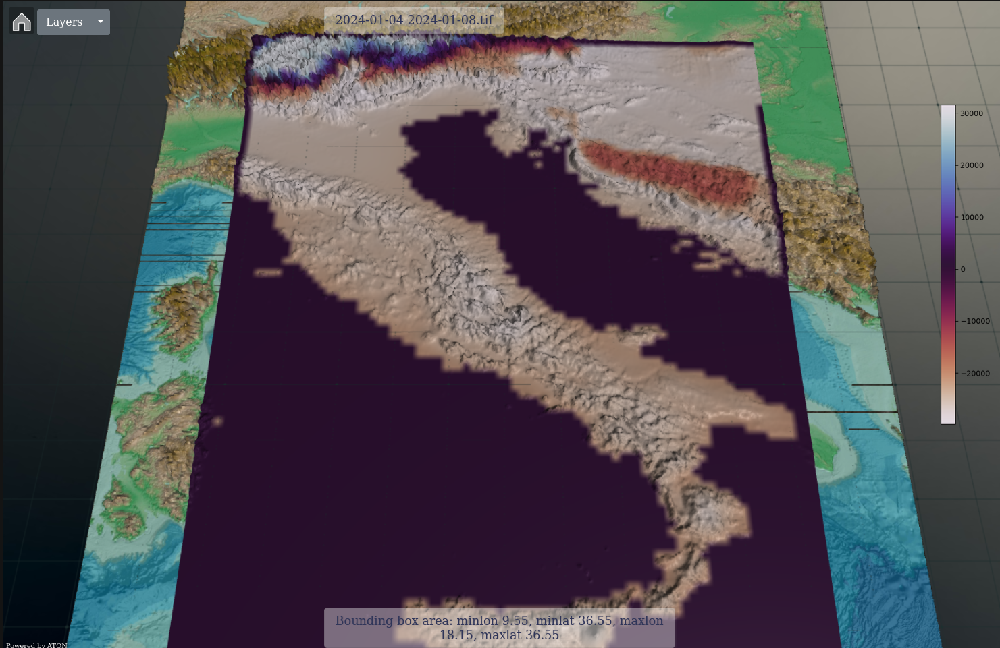 Layers
2024-01-04 2024-01-08.tif
30000
20000
10000
0
−10000
−20000
Bounding box area: minlon 9.55, minlat 36.55, maxlon
18.15, maxlat 36.55
Powered by ATON